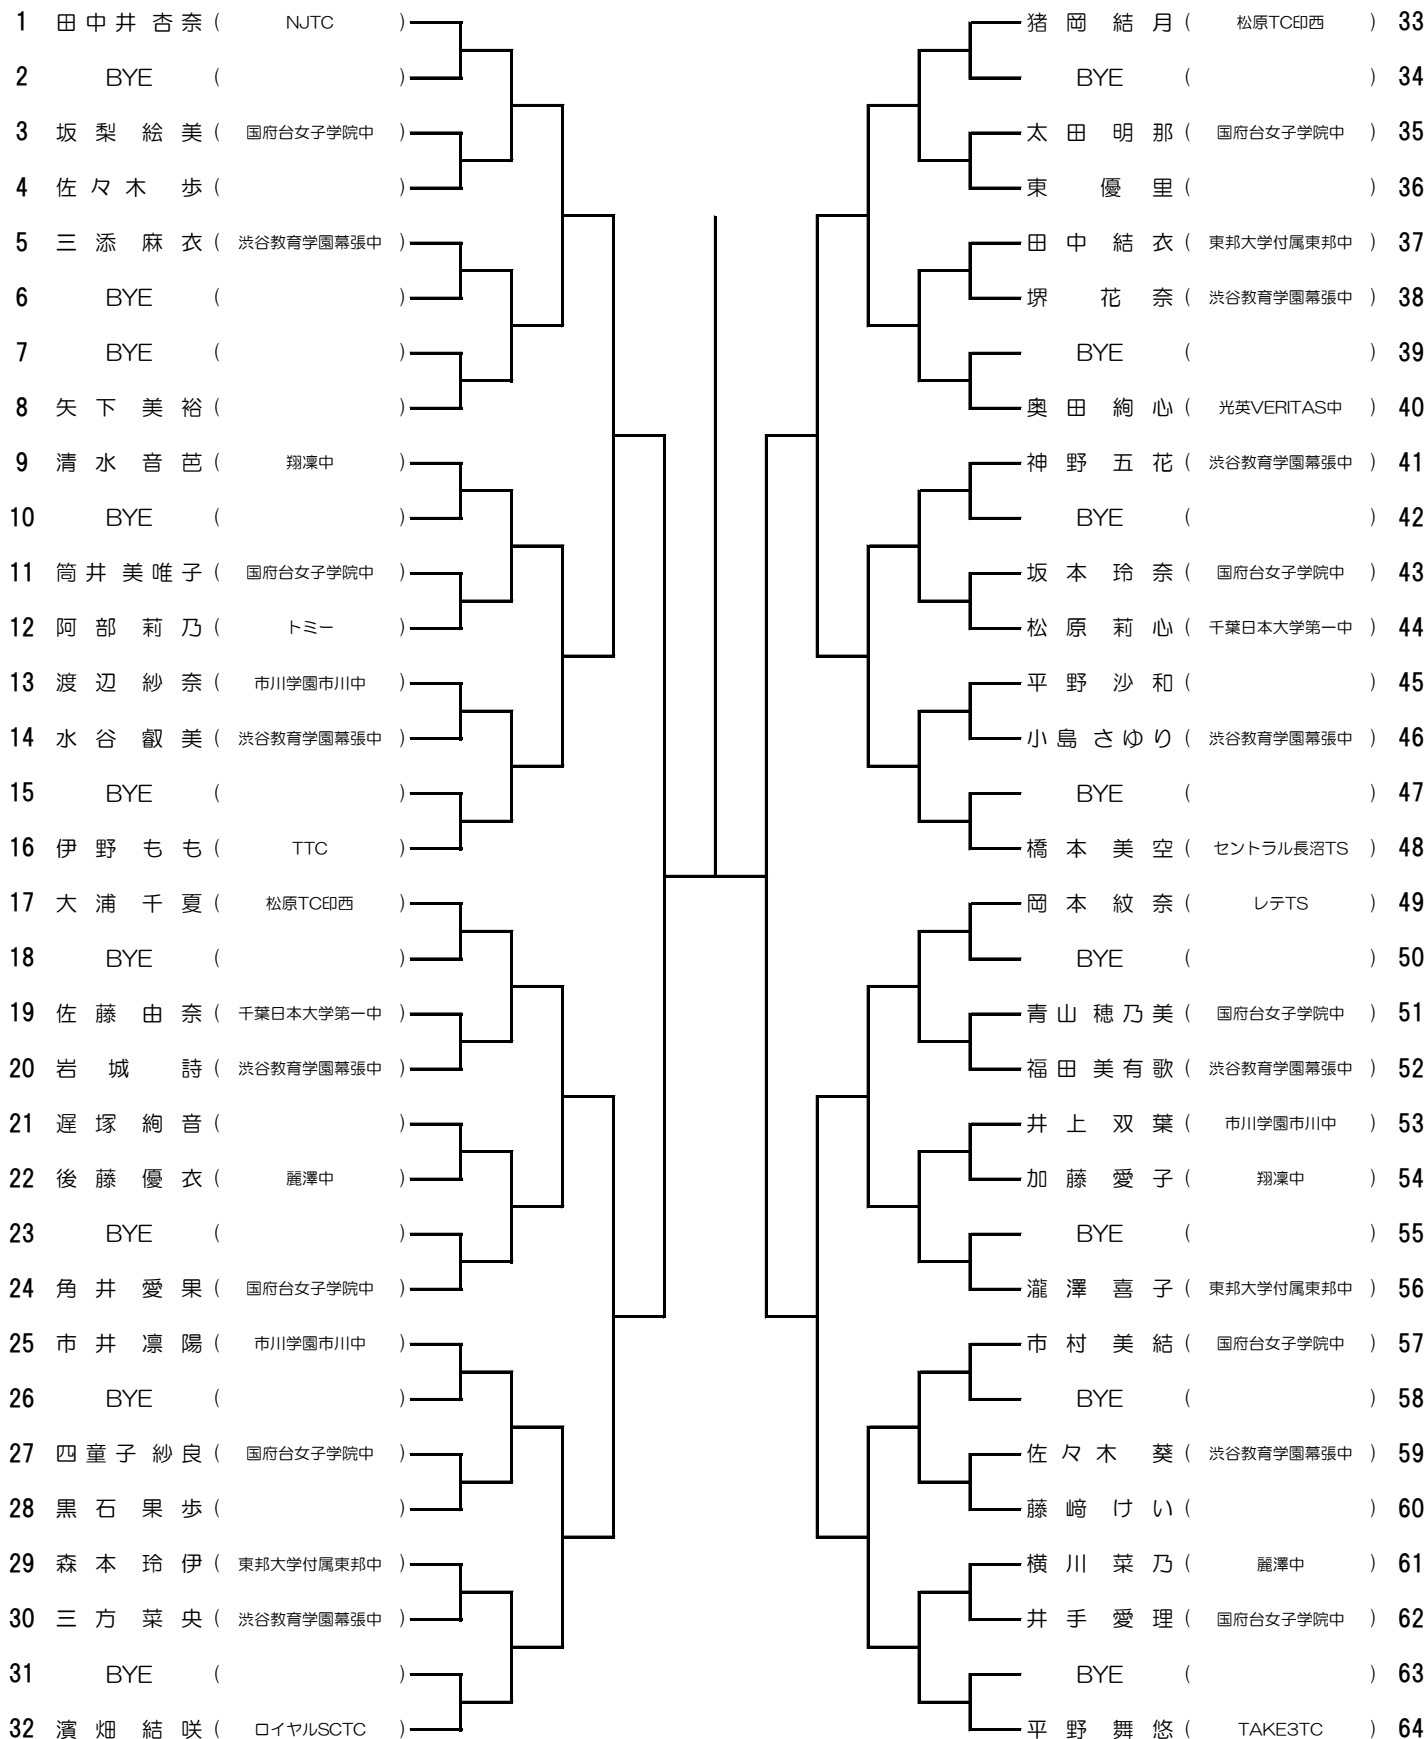 1 田中井 杏奈 ( NJTC )
2 BYE ( )
3 坂梨 絵美 ( 国府台女子学院中 )
4 佐々木 歩 ( )
5 三添 麻衣 ( 渋谷教育学園幕張中 )
6 BYE ( )
7 BYE ( )
8 矢下 美裕 ( )
9 清水 音芭 ( 翔凜中 )
10 BYE ( )
11 筒井 美唯子 ( 国府台女子学院中 )
12 阿部 莉乃 ( トミー )
13 渡辺 紗奈 ( 市川学園市川中 )
14 水谷 叡美 ( 渋谷教育学園幕張中 )
15 BYE ( )
16 伊野 もも ( TTC )
17 大浦 千夏 ( 松原TC印西 )
18 BYE ( )
19 佐藤 由奈 ( 千葉日本大学第一中 )
20 岩城 詩 ( 渋谷教育学園幕張中 )
21 遅塚 絢音 ( )
22 後藤 優衣 ( 麗澤中 )
23 BYE ( )
24 角井 愛果 ( 国府台女子学院中 )
25 市井 凛陽 ( 市川学園市川中 )
26 BYE ( )
27 四童子 紗良 ( 国府台女子学院中 )
28 黒石 果歩 ( )
29 森本 玲伊 ( 東邦大学付属東邦中 )
30 三方 菜央 ( 渋谷教育学園幕張中 )
31 BYE ( )
32 濱畑 結咲 ( ロイヤルSCTC )
猪岡 結月 ( 松原TC印西 ) 33
BYE ( ) 34
太田 明那 ( 国府台女子学院中 ) 35
東 優里 ( ) 36
田中 結衣 ( 東邦大学付属東邦中 ) 37
堺 花奈 ( 渋谷教育学園幕張中 ) 38
BYE ( ) 39
奥田 絢心 ( 光英VERITAS中 ) 40
神野 五花 ( 渋谷教育学園幕張中 ) 41
BYE ( ) 42
坂本 玲奈 ( 国府台女子学院中 ) 43
松原 莉心 ( 千葉日本大学第一中 ) 44
平野 沙和 ( ) 45
小島 さゆり ( 渋谷教育学園幕張中 ) 46
BYE ( ) 47
橋本 美空 ( セントラル長沼TS ) 48
岡本 紋奈 ( レテTS ) 49
BYE ( ) 50
青山 穂乃美 ( 国府台女子学院中 ) 51
福田 美有歌 ( 渋谷教育学園幕張中 ) 52
井上 双葉 ( 市川学園市川中 ) 53
加藤 愛子 ( 翔凜中 ) 54
BYE ( ) 55
瀧澤 喜子 ( 東邦大学付属東邦中 ) 56
市村 美結 ( 国府台女子学院中 ) 57
BYE ( ) 58
佐々木 葵 ( 渋谷教育学園幕張中 ) 59
藤﨑 けい ( ) 60
横川 菜乃 ( 麗澤中 ) 61
井手 愛理 ( 国府台女子学院中 ) 62
BYE ( ) 63
平野 舞悠 ( TAKE3TC ) 64